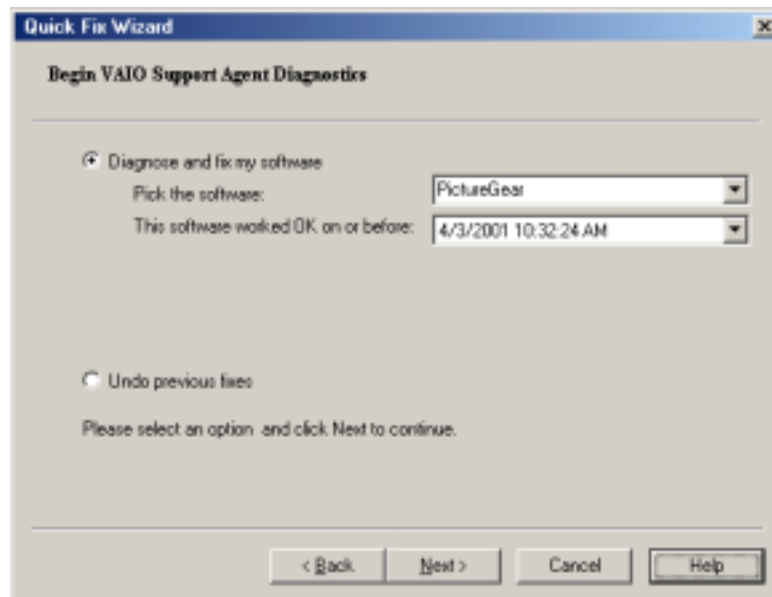 Quick Fix Wizard
Begin VAIO Support Agent Diagnostics
Diagnose and fix my software
Pick the software: PictureGear
This software worked OK on or before: 4/3/2001 10:32:24 AM
Undo previous fixes
Please select an option and click Next to continue.
< Back Next > Cancel Help